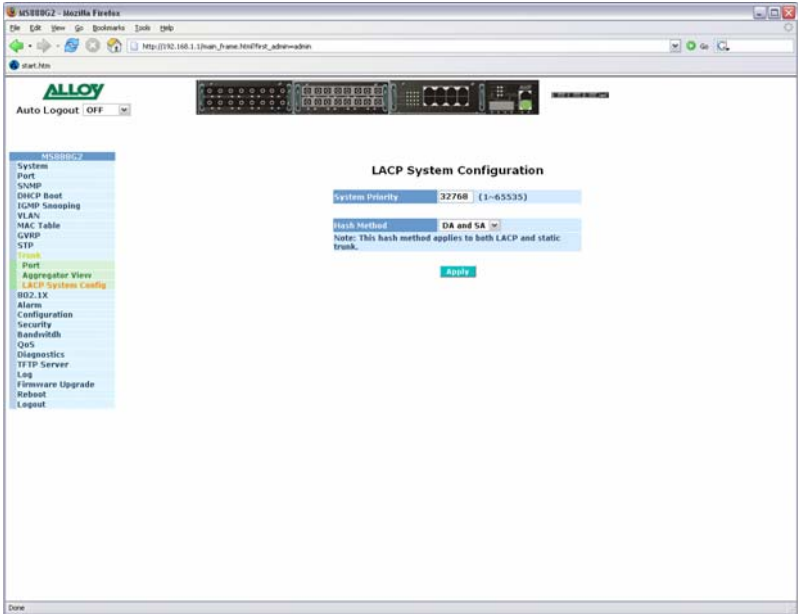 MS888G2 - Mozilla Firefox
File Edit View Go Bookmarks Tools Help
http://192.168.1.1/main_frame.html?first_admin=admin
Go
start.htm
ALLOY
Auto Logout OFF
MS888G2
System
Port
SNMP
DHCP Boot
IGMP Snooping
VLAN
MAC Table
GVRP
STP
Trunk
Port
Aggregator View
LACP System Config
802.1X
Alarm
Configuration
Security
Bandwitdh
QoS
Diagnostics
TFTP Server
Log
Firmware Upgrade
Reboot
Logout
LACP System Configuration
System Priority 32768 (1~65535)
Hash Method DA and SA
Note: This hash method applies to both LACP and static
trunk.
Apply
Done